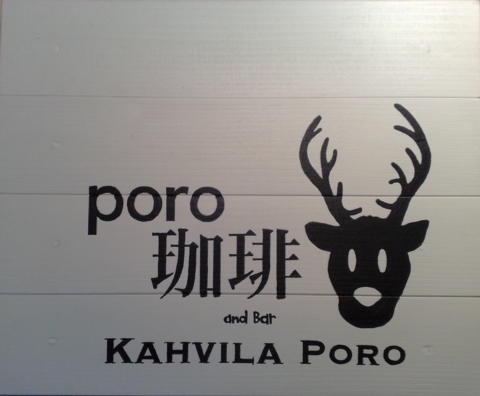 poro
珈琲
and Bar
KAHVILA PORO